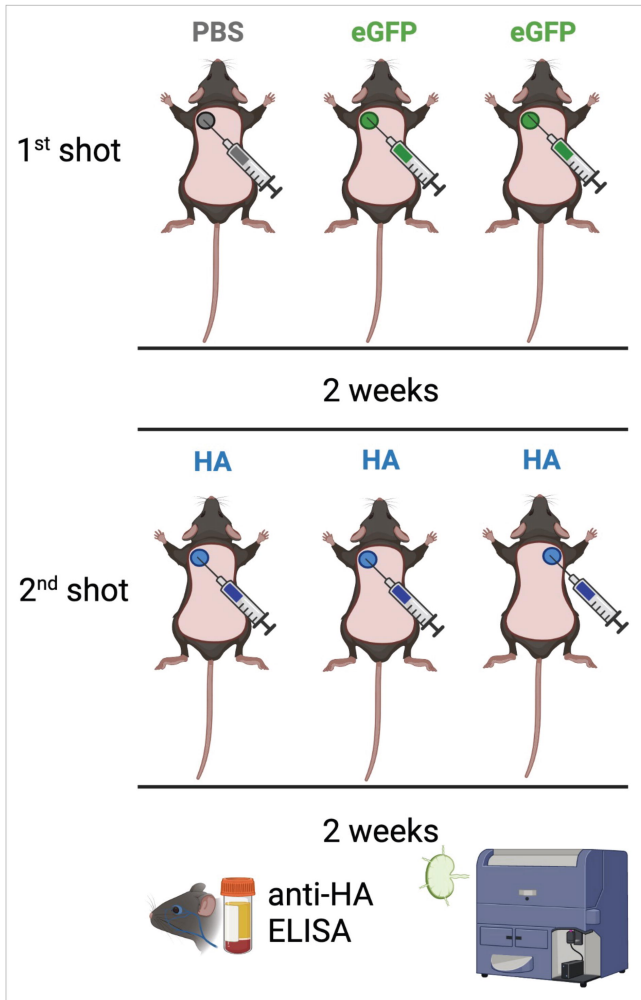 PBS eGFP eGFP
1st shot
2 weeks
HA HA HA
2nd shot
2 weeks
anti-HA
ELISA